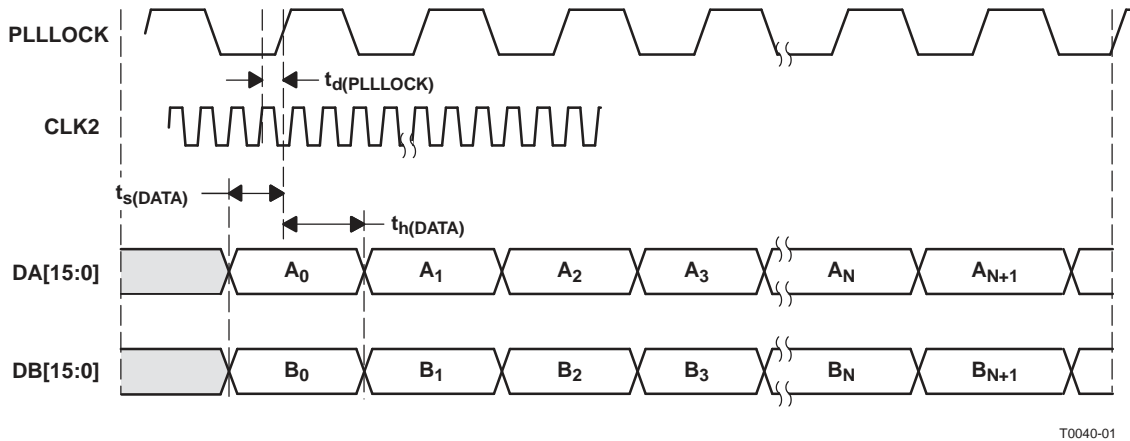 PLLLOCK
t_d(PLLLOCK)
CLK2
t_s(DATA)
t_h(DATA)
DA[15:0] A_0 A_1 A_2 A_3 A_N A_N+1
DB[15:0] B_0 B_1 B_2 B_3 B_N B_N+1
T0040-01